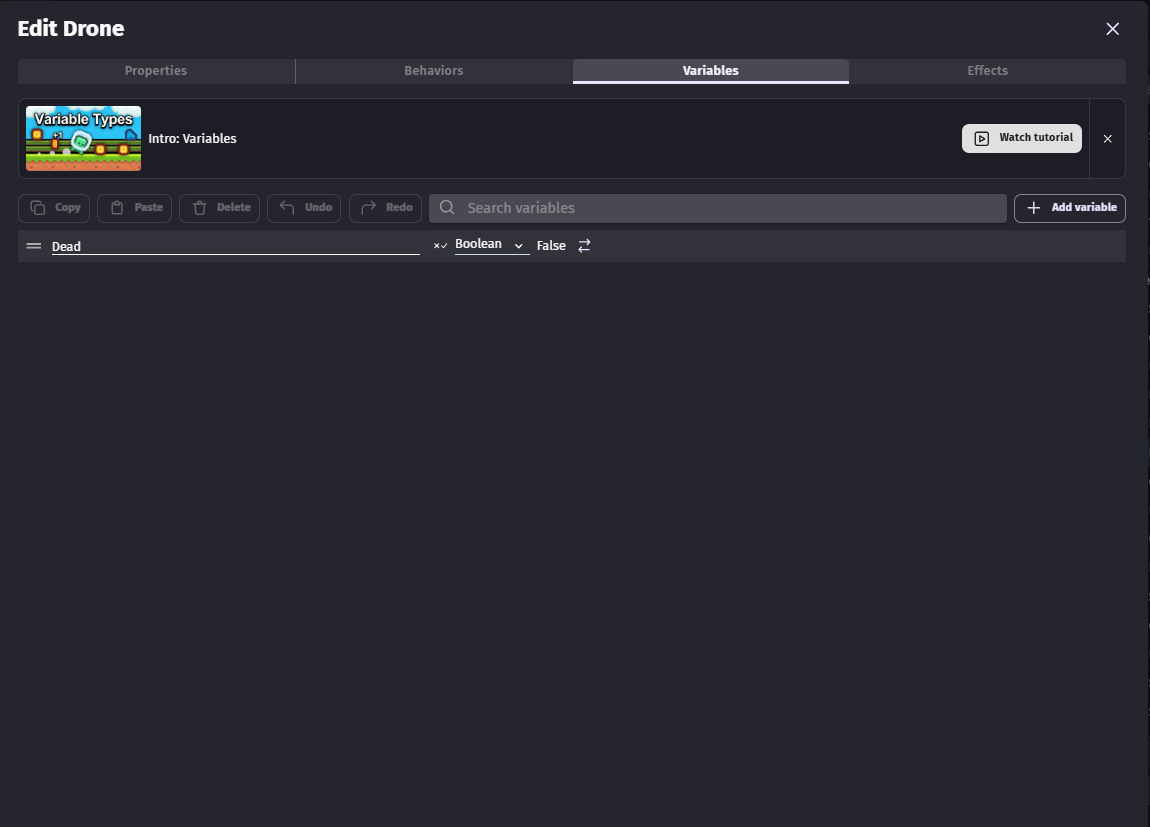 Edit Drone
Properties
Behaviors
Variables
Effects
Variable Types
+1
Intro: Variables
Watch tutorial
Copy
Paste
Delete
Undo
Redo
Search variables
Add variable
Dead
Boolean
False